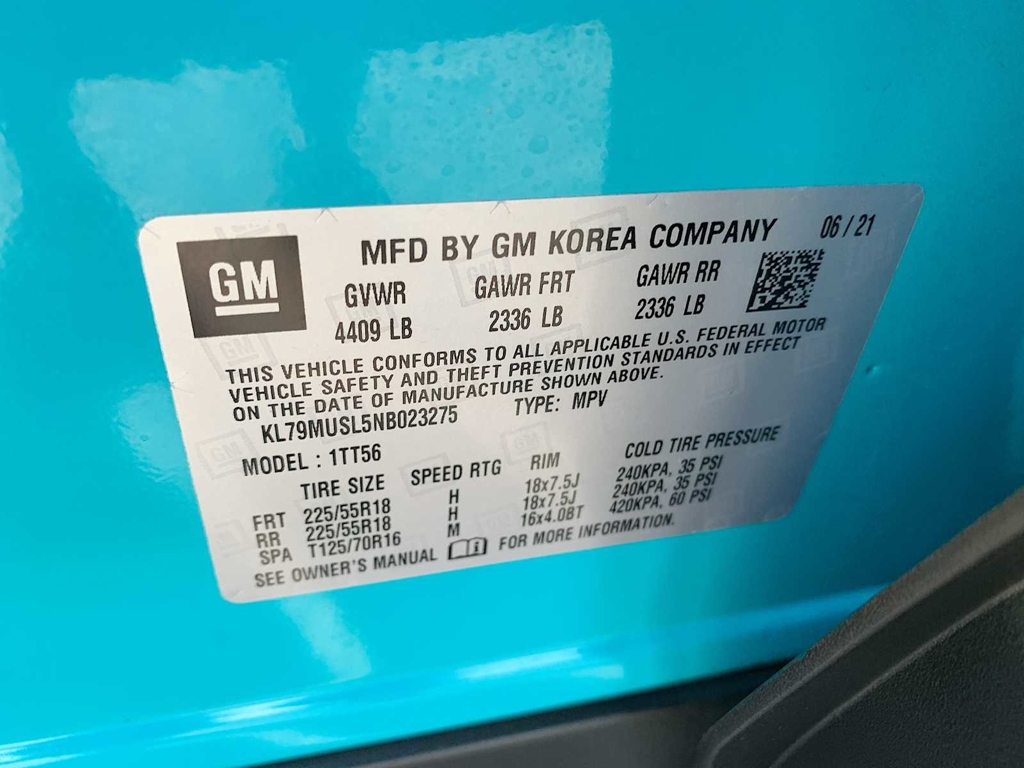 GM
MFD BY GM KOREA COMPANY 06/21
GVWR GAWR FRT GAWR RR
4409 LB 2336 LB 2336 LB
THIS VEHICLE CONFORMS TO ALL APPLICABLE U.S. FEDERAL MOTOR
VEHICLE SAFETY AND THEFT PREVENTION STANDARDS IN EFFECT
ON THE DATE OF MANUFACTURE SHOWN ABOVE.
KL79MUSL5NB023275 TYPE: MPV
MODEL : 1TT56
TIRE SIZE SPEED RTG RIM COLD TIRE PRESSURE
FRT 225/55R18 H 18x7.5J 240KPA, 35 PSI
RR 225/55R18 H 18x7.5J 240KPA, 35 PSI
SPA T125/70R16 M 16x4.0BT 420KPA, 60 PSI
SEE OWNER'S MANUAL FOR MORE INFORMATION.